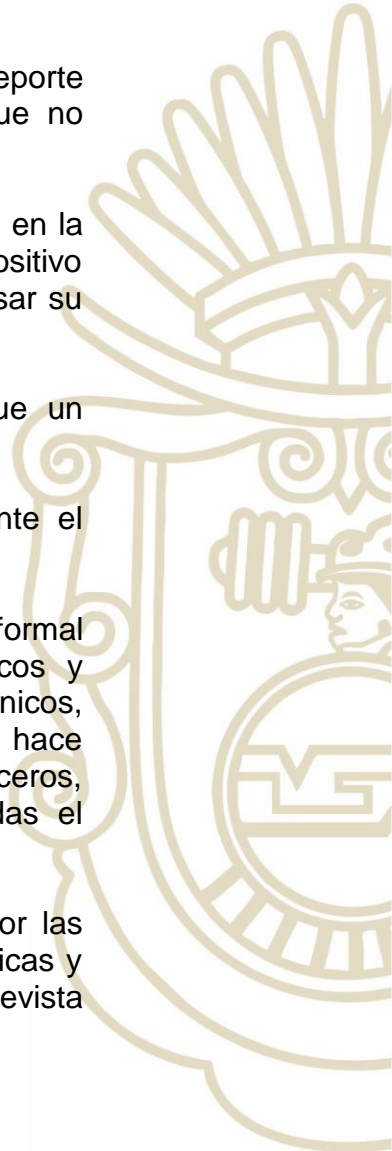 eporte
ue no
en la
ositivo
sar su
ue un
nte el
formal
cos y
nicos,
hace
ceros,
das el
or las
icas y
evista